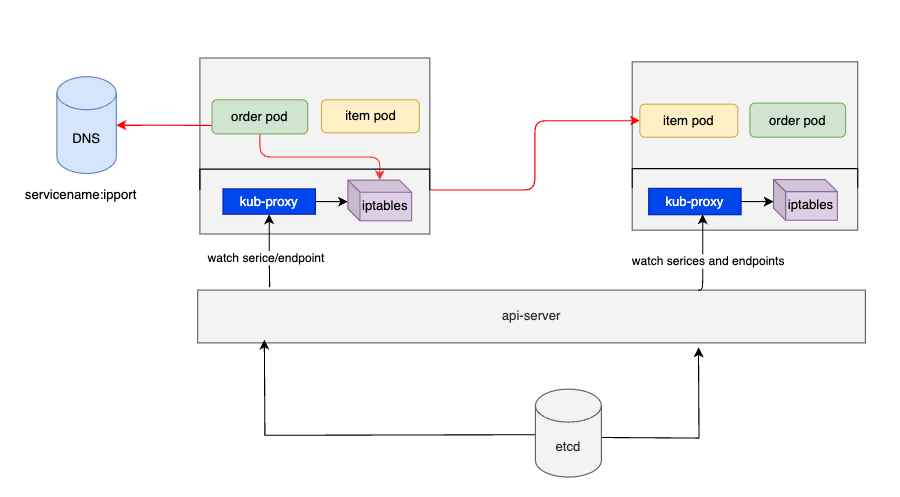 order pod
item pod
item pod
order pod
DNS
servicename:ipport
kub-proxy
iptables
kub-proxy
iptables
watch serice/endpoint
watch serices and endpoints
api-server
etcd